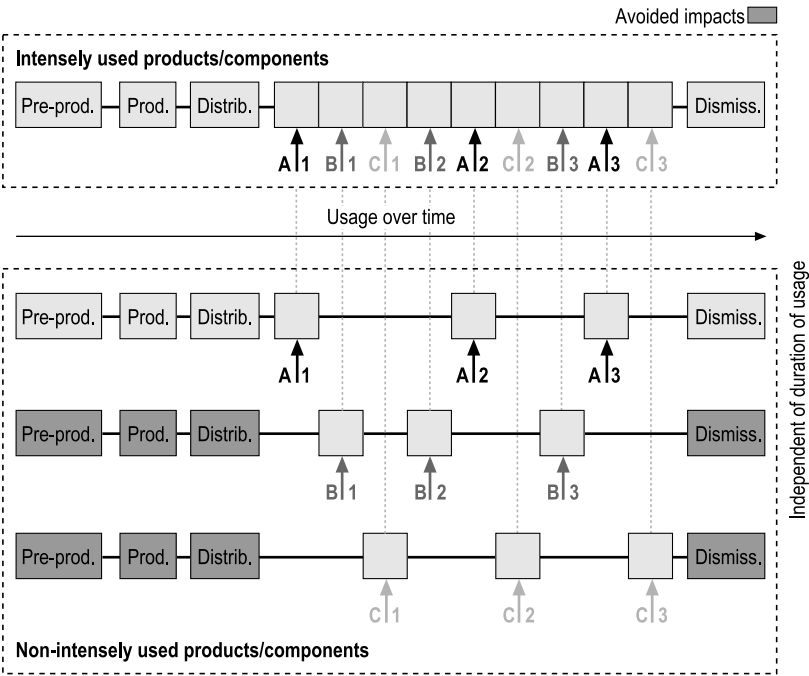 Avoided impacts
Intensely used products/components
Pre-prod. Prod. Distrib. Dismiss.
A 1 B 1 C 1 B 2 A 2 C 2 B 3 A 3 C 3
Usage over time
Pre-prod. Prod. Distrib. Dismiss.
A 1 A 2 A 3
Pre-prod. Prod. Distrib. Dismiss.
B 1 B 2 B 3
Pre-prod. Prod. Distrib. Dismiss.
C 1 C 2 C 3
Non-intensely used products/components
Independent of duration of usage